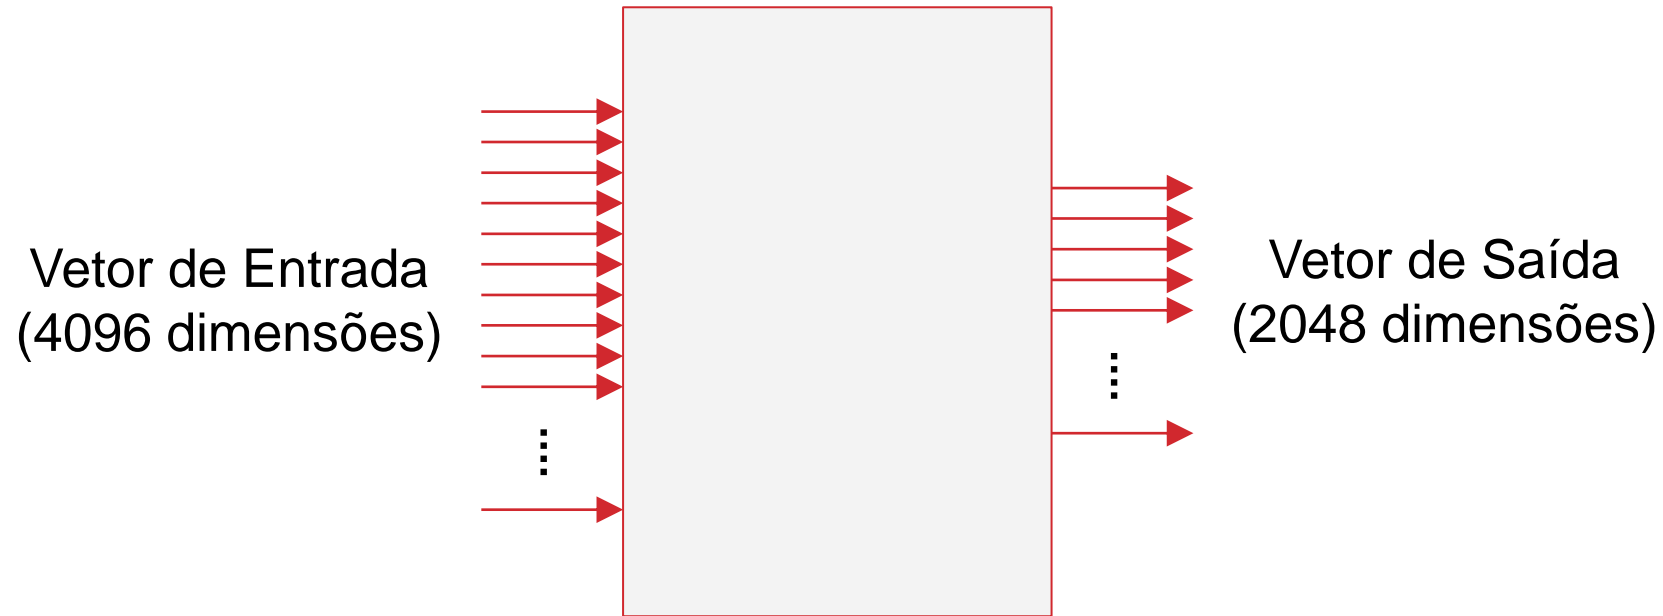 Vetor de Entrada
(4096 dimensões)
Vetor de Saída
(2048 dimensões)